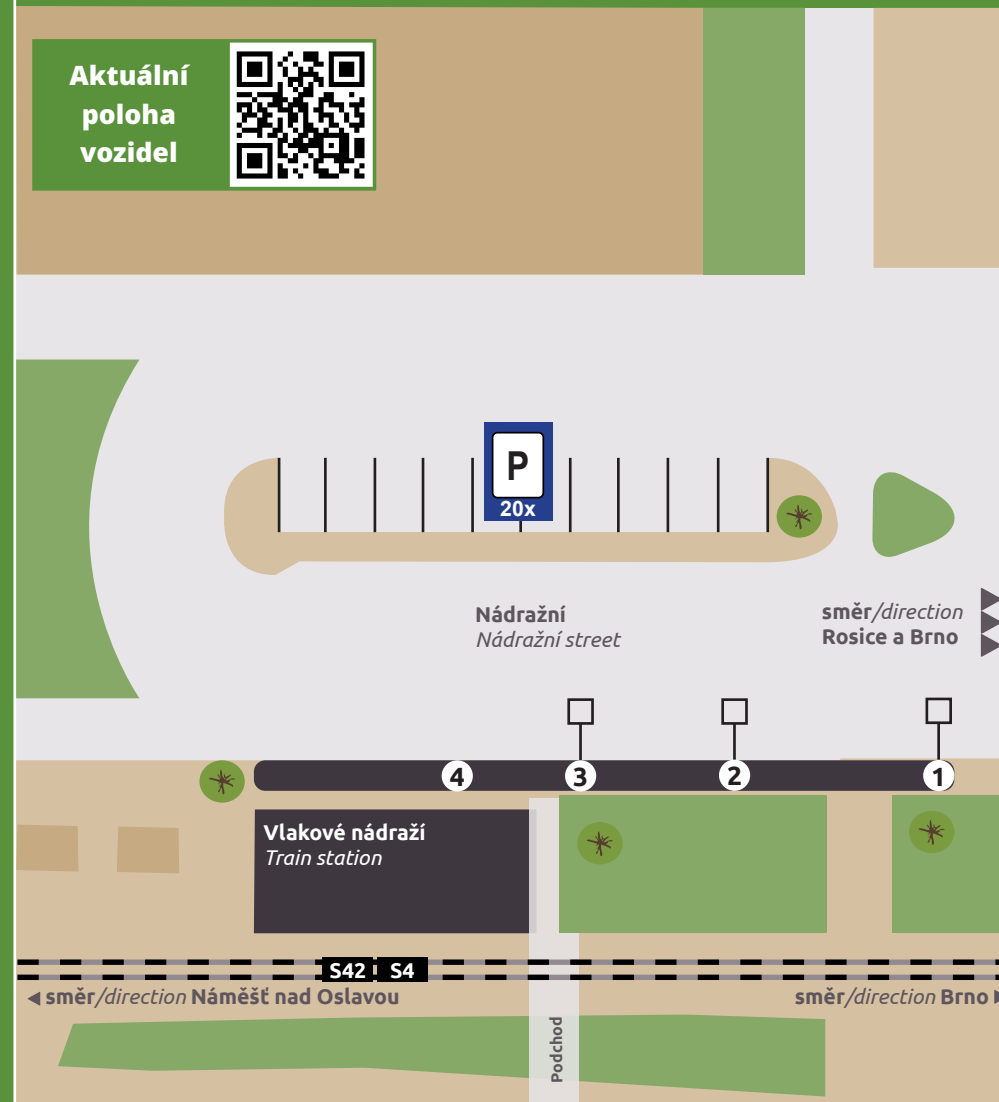 Aktuální
poloha
vozidel
P
20x
Nádražní
Nádražní street
směr/direction
Rosice a Brno
4
3
2
1
Vlakové nádraží
Train station
S42 S4
směr/direction Náměšť nad Oslavou
směr/direction Brno
Podchod